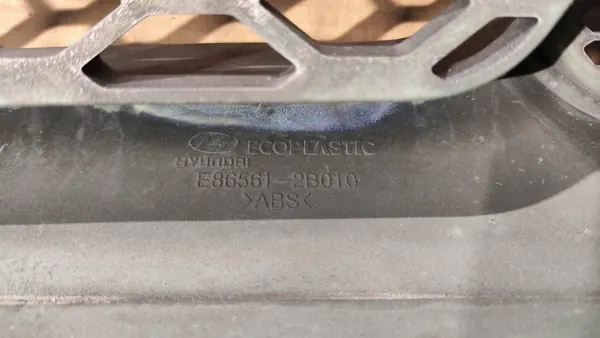 ECOPLASTIC
HYUNDAI
E86561-2B010
>ABS<